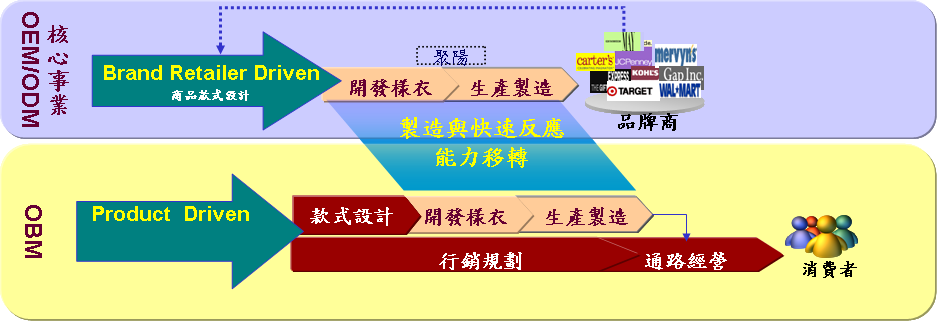 核心事業
OEM/ODM
Brand Retailer Driven
商品款式設計
聚陽
開發樣衣
生產製造
mervyn's
carter's
JCPenney
EXPRESS
KOHL'S
Gap Inc.
TARGET
WAL★MART
品牌商
製造與快速反應
能力移轉
OBM
Product Driven
款式設計
開發樣衣
生產製造
行銷規劃
通路經營
消費者